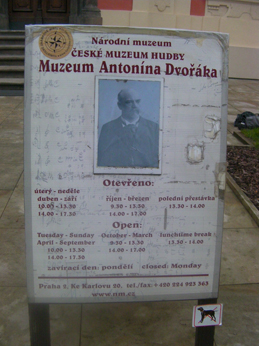 Národní muzeum
ČESKÉ MUZEUM HUDBY
Muzeum Antonína Dvořáka
Otevřeno:
úterý - neděle
duben - září
10.00 - 13.30
14.00 - 17.30
říjen - březen
9.30 - 13.30
14.00 - 17.00
polední přestávka
13.30 - 14.00
Open:
Tuesday - Sunday
April - September
10.00 - 13.30
14.00 - 17.30
October - March
9.30 - 13.30
14.00 - 17.00
lunchtime break
13.30 - 14.00
zavírací den: pondělí closed: Monday
Praha 2, Ke Karlovu 20, tel./fax:
www.nm.cz